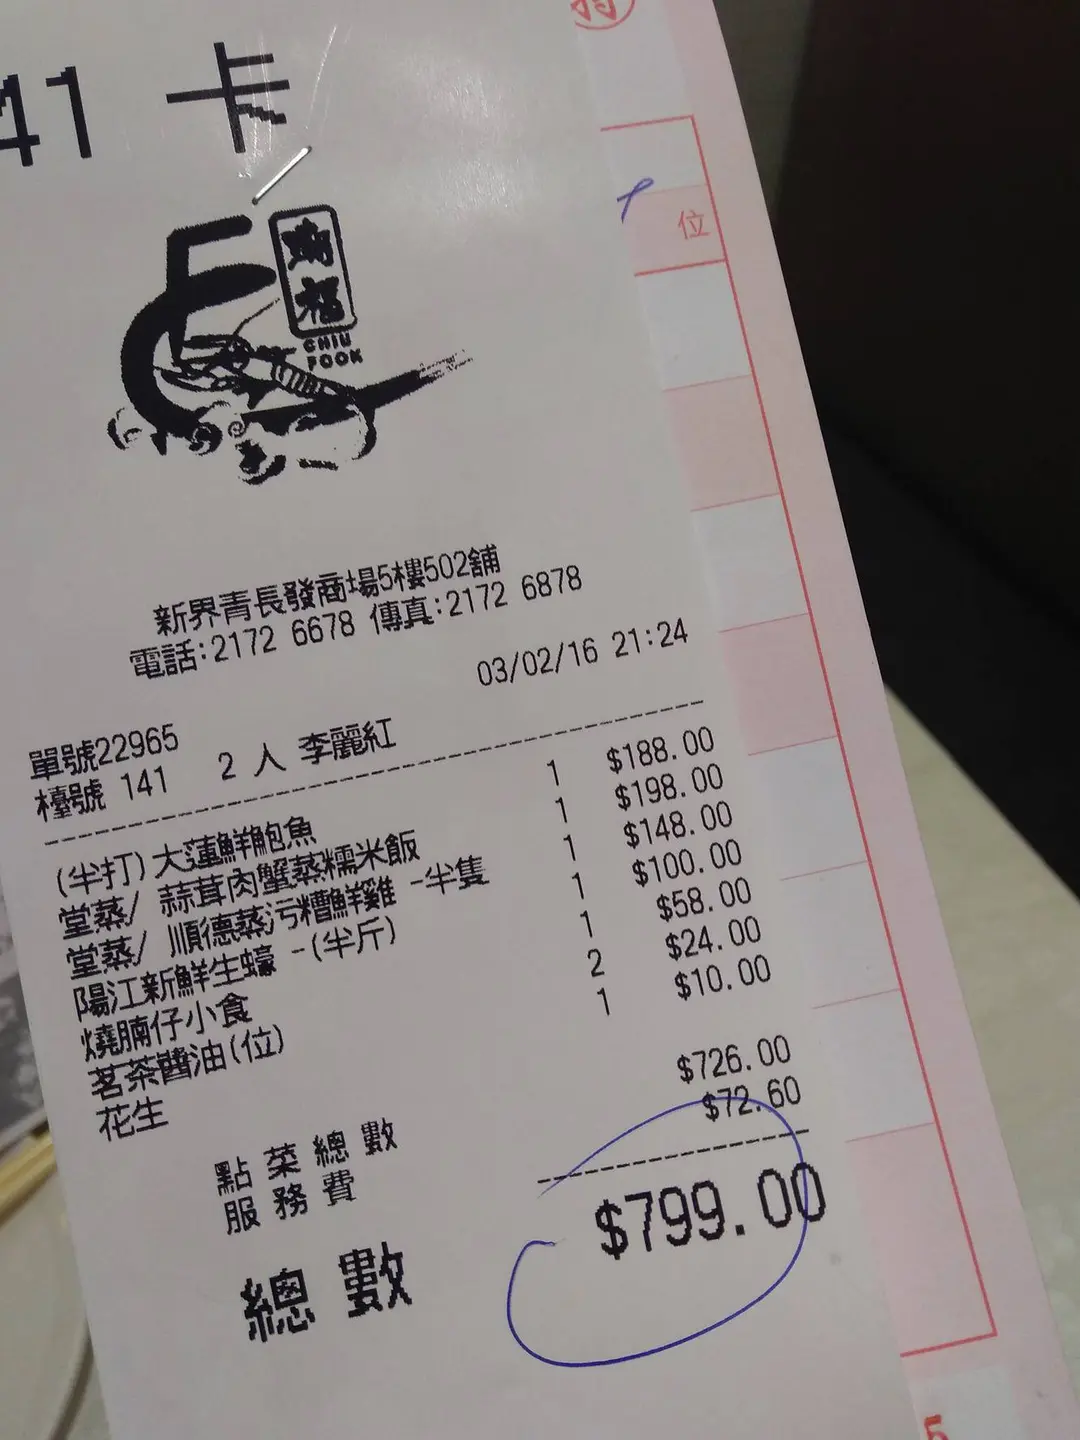 41 卡
特
位
潮福
CHIU
FOOK
新界青長發商場5樓502舖
電話:2172 6678 傳真:2172 6878
03/02/16 21:24
單號22965
檯號 141 2 人 李麗紅
(半打)大蓮鮮鮑魚 1 $188.00
堂蒸/ 蒜茸肉蟹蒸糯米飯 1 $198.00
堂蒸/ 順德蒸污糟鮮雞 -半隻 1 $148.00
陽江新鮮生蠔 -(半斤) 1 $100.00
燒腩仔小食 1 $58.00
茗茶醬油(位) 2 $24.00
花生 1 $10.00
點菜總數 $726.00
服務費 $72.60
總數 $799.00
5